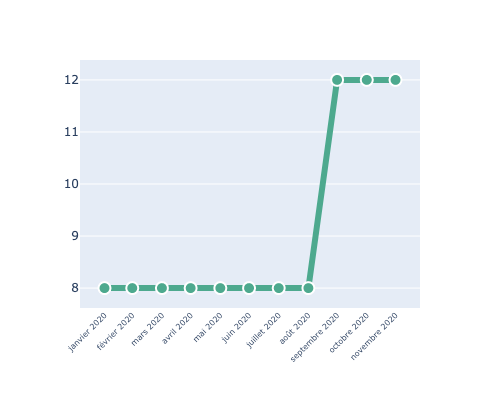 12
11
10
9
8
janvier 2020
février 2020
mars 2020
avril 2020
mai 2020
juin 2020
juillet 2020
août 2020
septembre 2020
octobre 2020
novembre 2020